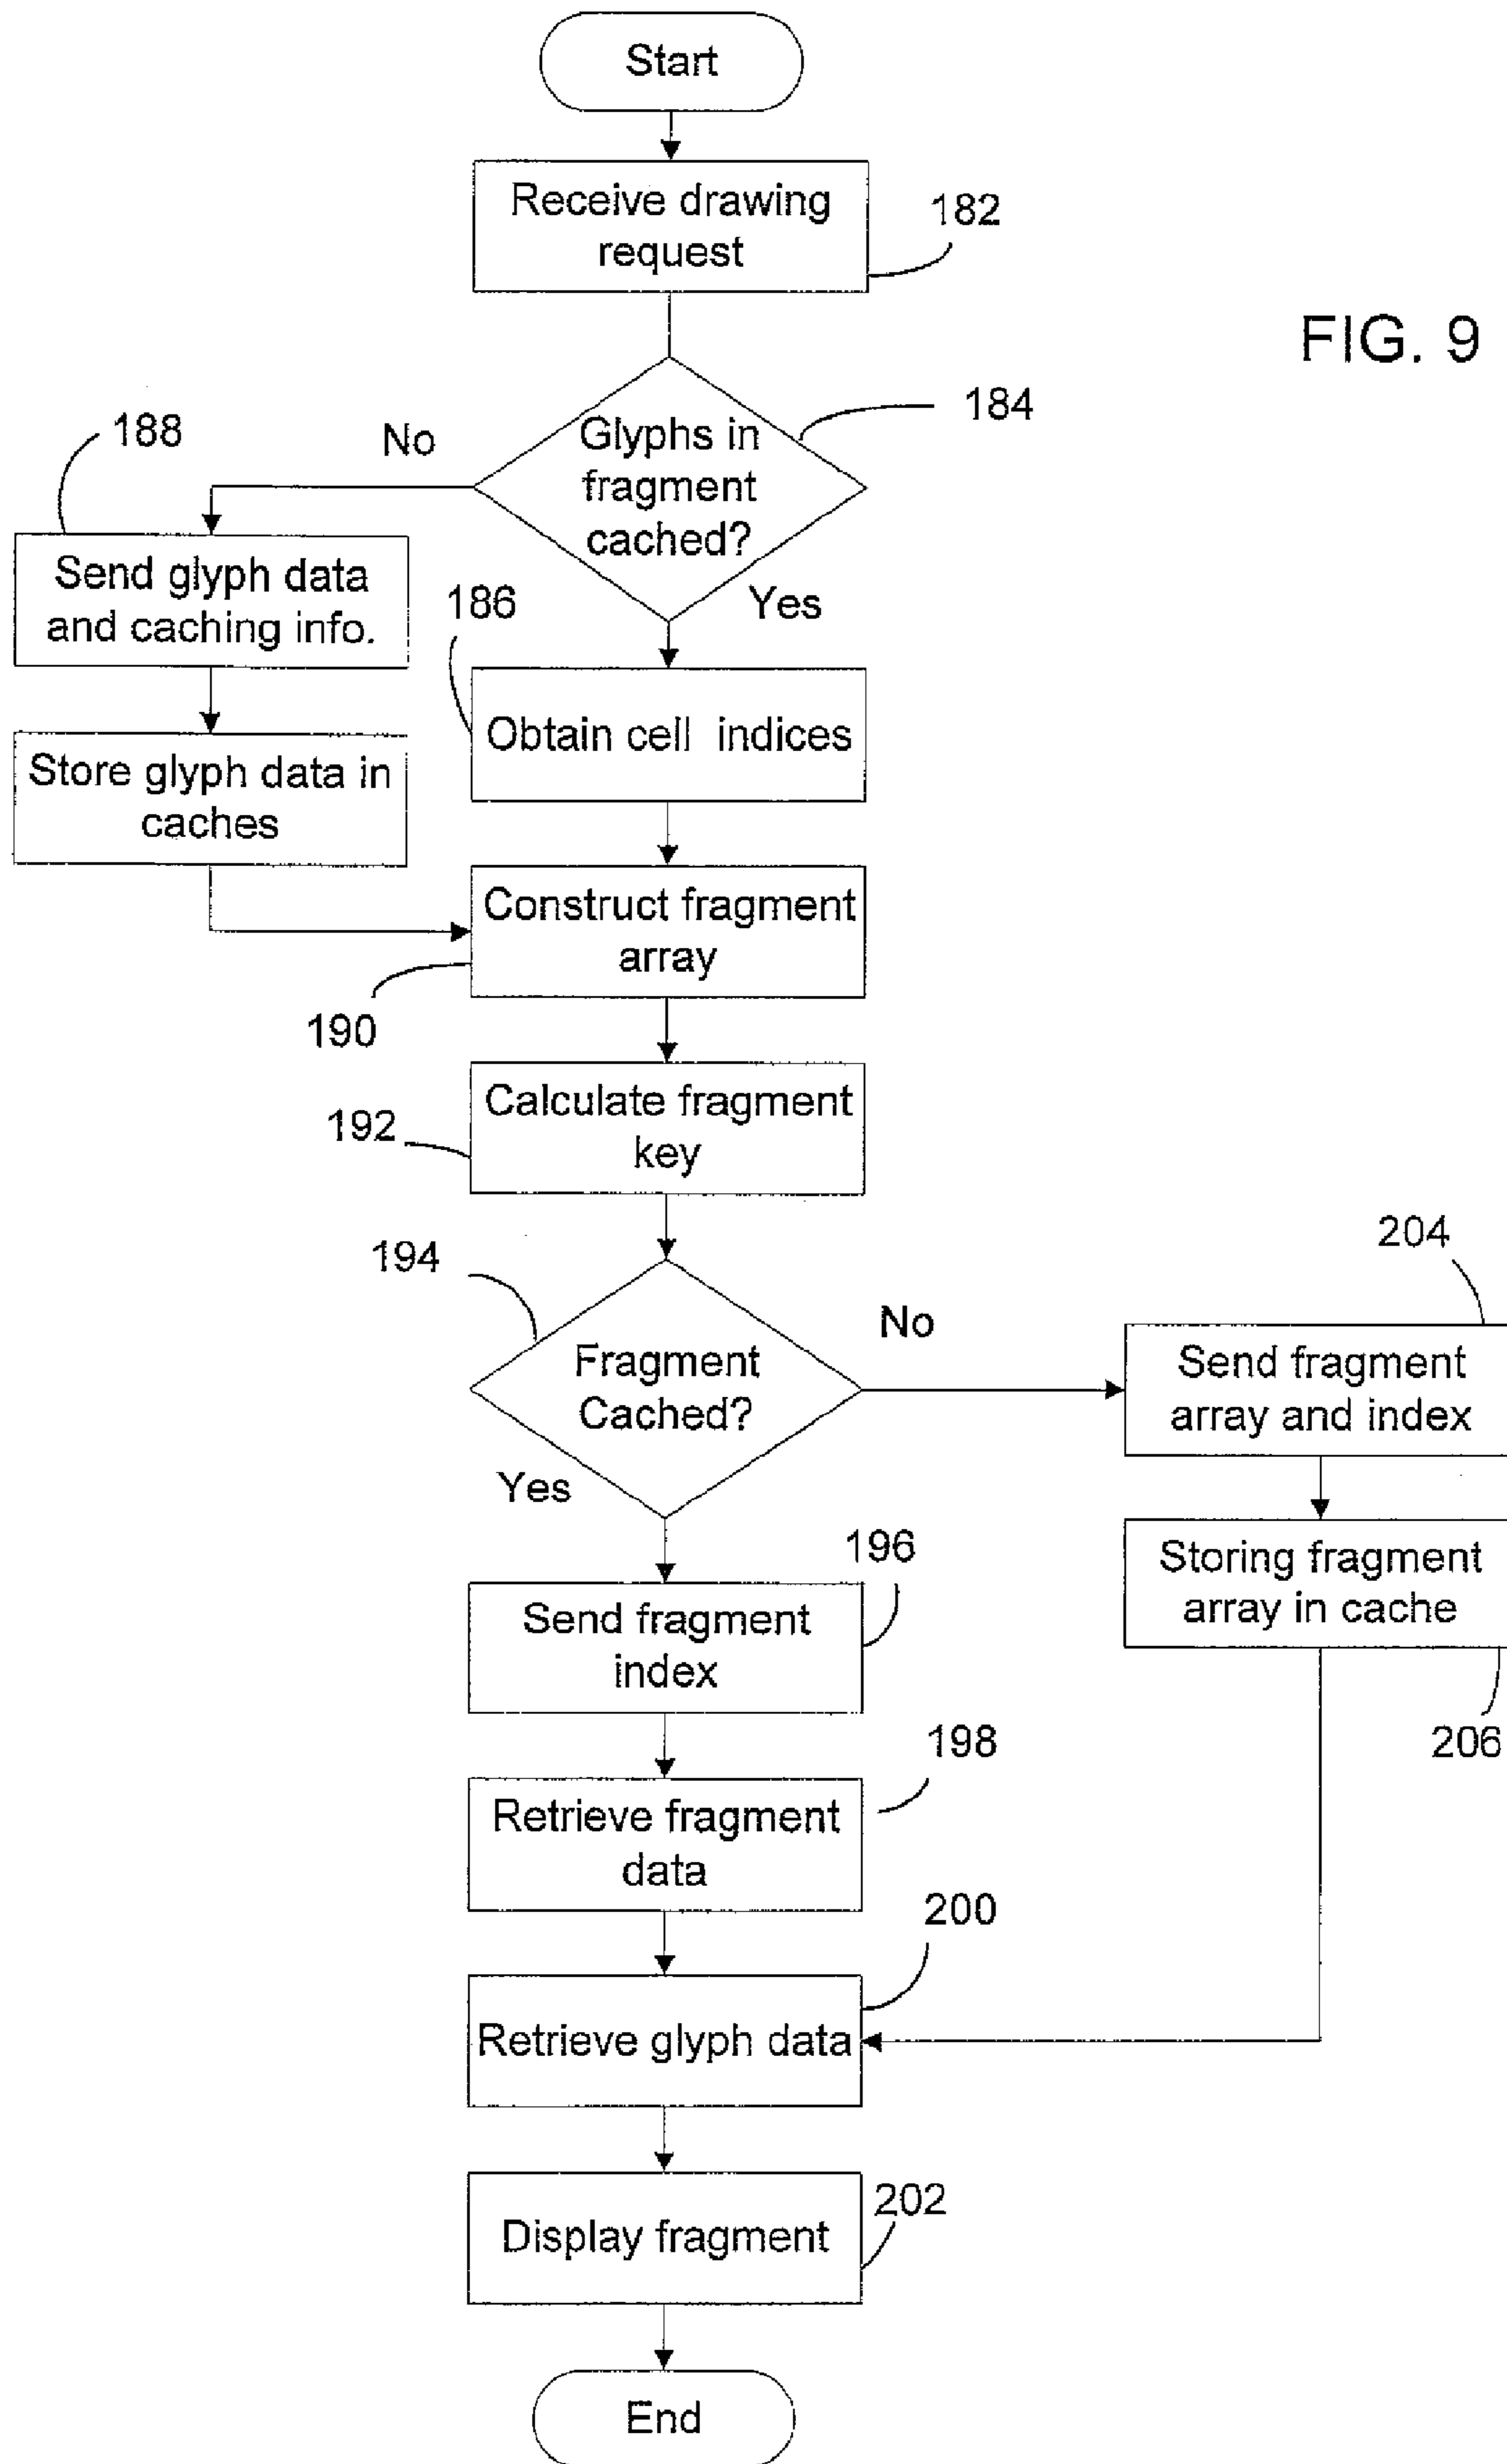 Start
Receive drawing
request
182
FIG. 9
184
Glyphs in
fragment
cached?
No
188
Send glyph data
and caching info.
Yes
186
Obtain cell indices
Store glyph data in
caches
Construct fragment
array
190
Calculate fragment
key
192
194
Fragment
Cached?
No
204
Send fragment
array and index
Yes
Storing fragment
array in cache
206
196
Send fragment
index
198
Retrieve fragment
data
200
Retrieve glyph data
Display fragment
202
End